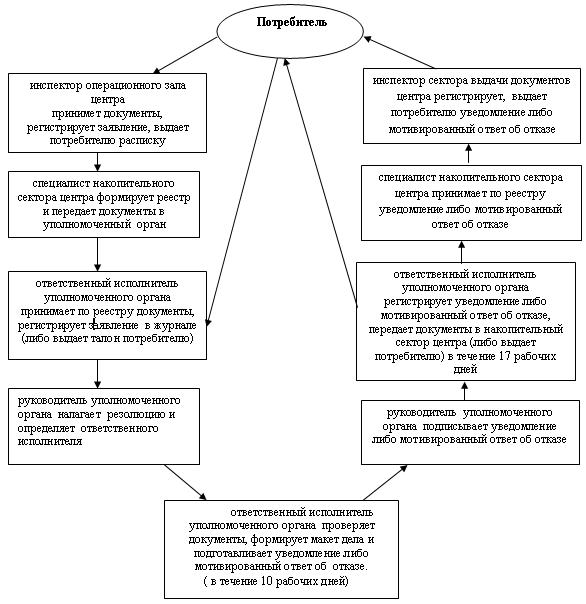 Потребитель
инспектор операционного зала
центра
принимет документы,
регистрирует заявление, выдает
потребителю расписку
специалист накопительного
сектора центра формирует реестр
и передает документы в
уполномоченный орган
ответственный исполнитель
уполномоченного органа
принимает по реестру документы,
регистрирует заявление в журнале
(либо выдает талон потребителю)
руководитель уполномоченного
органа налагает резолюцию и
определяет ответственного
исполнителя
ответственный исполнитель
уполномоченного органа проверяет
документы, формирует макет дела и
подготавливает уведомление либо
мотивированный ответ об отказе.
( в течение 10 рабочих дней)
руководитель уполномоченного
органа подписывает уведомление
либо мотивированный ответ об отказе
ответственный исполнитель
уполномоченного органа
регистрирует уведомление либо
мотивированный ответ об отказе,
передает документы в накопительный
сектор центра (либо выдает
потребителю) в течение 17 рабочих
дней
специалист накопительного сектора
центра принимает по реестру
уведомление либо мотивированный
ответ об отказе
инспектор сектора выдачи документов
центра регистрирует, выдает
потребителю уведомление либо
мотивированный ответ об отказе